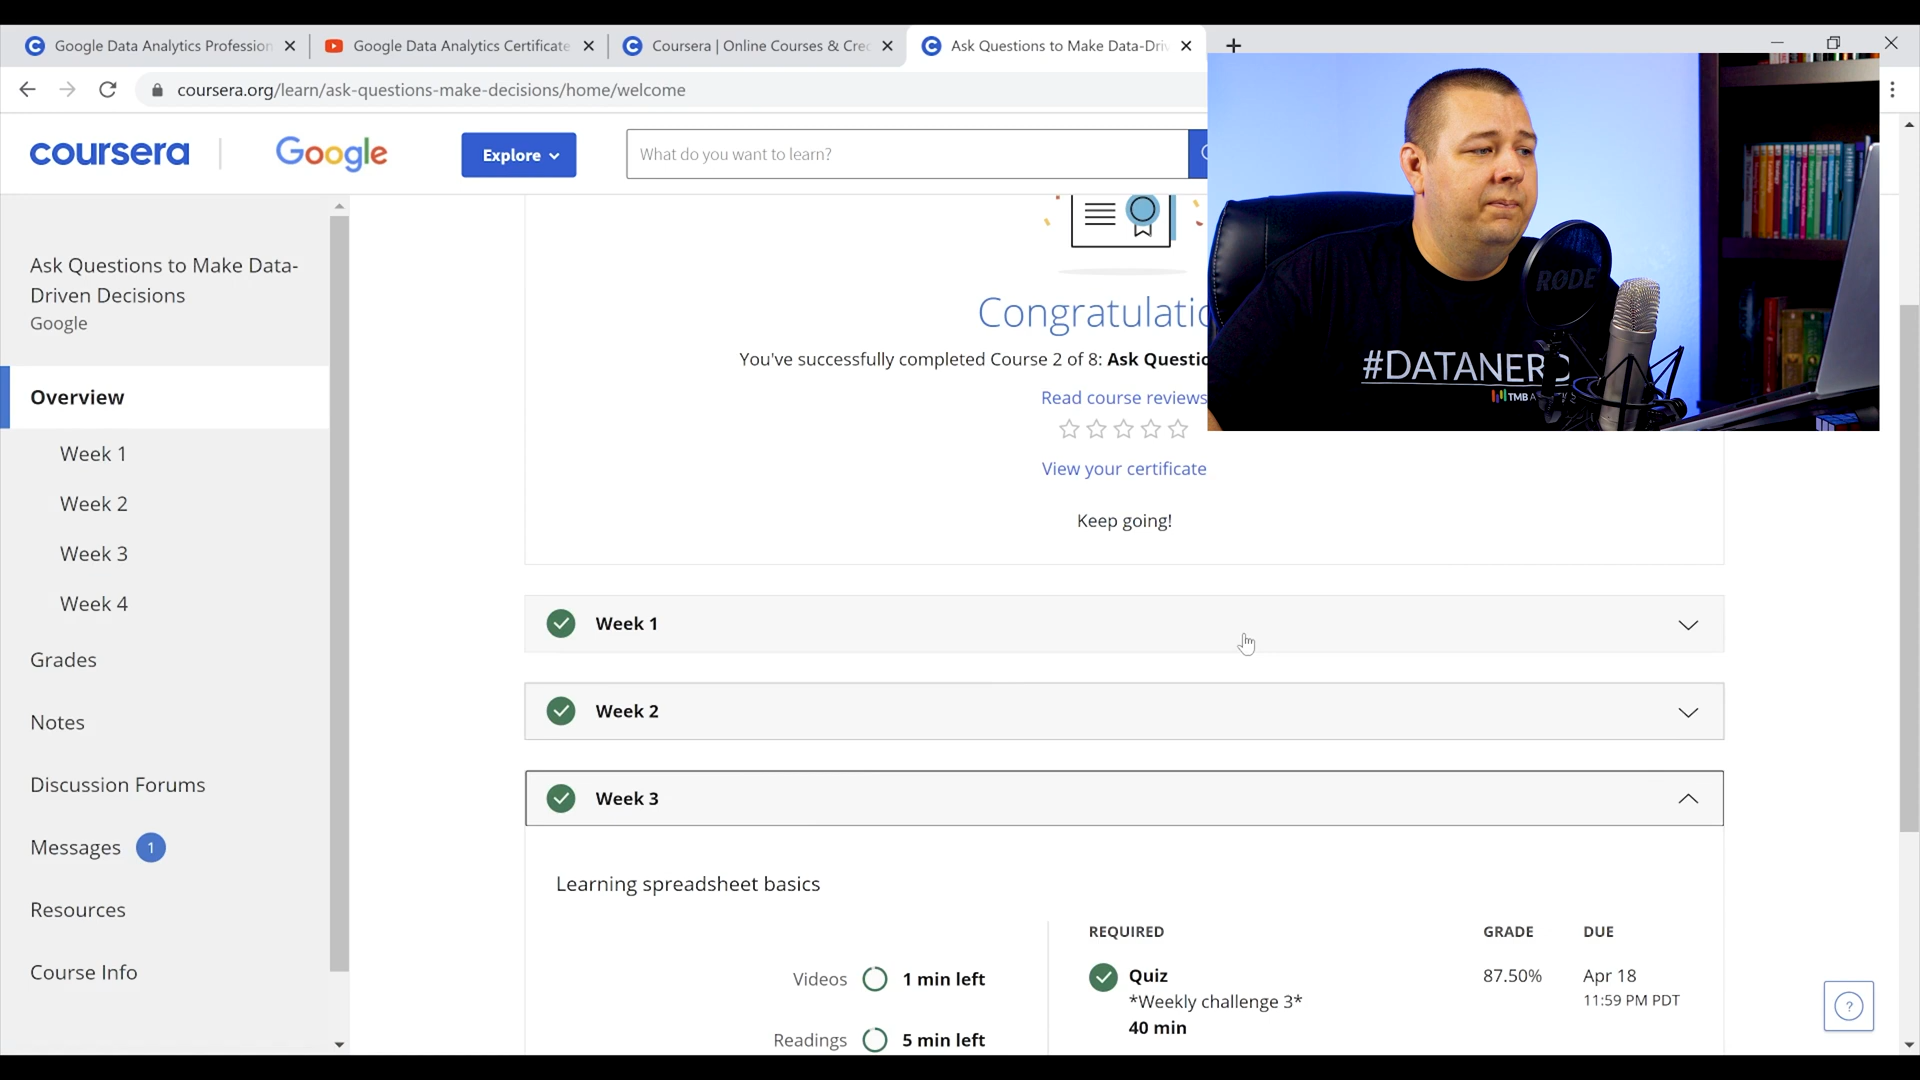 Google Data Analytics Profession
Google Data Analytics Certificate
Coursera | Online Courses & Cre
Ask Questions to Make Data-Dri
coursera.org/learn/ask-questions-make-decisions/home/welcome
coursera
Google
Explore
What do you want to learn?
Ask Questions to Make Data-
Driven Decisions
Google
Overview
Week 1
Week 2
Week 3
Week 4
Grades
Notes
Discussion Forums
Messages 1
Resources
Course Info
Congratulatio
You've successfully completed Course 2 of 8: Ask Questio
Read course reviews
View your certificate
Keep going!
Week 1
Week 2
Week 3
Learning spreadsheet basics
Videos 1 min left
Readings 5 min left
REQUIRED GRADE DUE
Quiz 87.50% Apr 18
*Weekly challenge 3* 11:59 PM PDT
40 min
?
RØDE
#DATANERD
TMB A